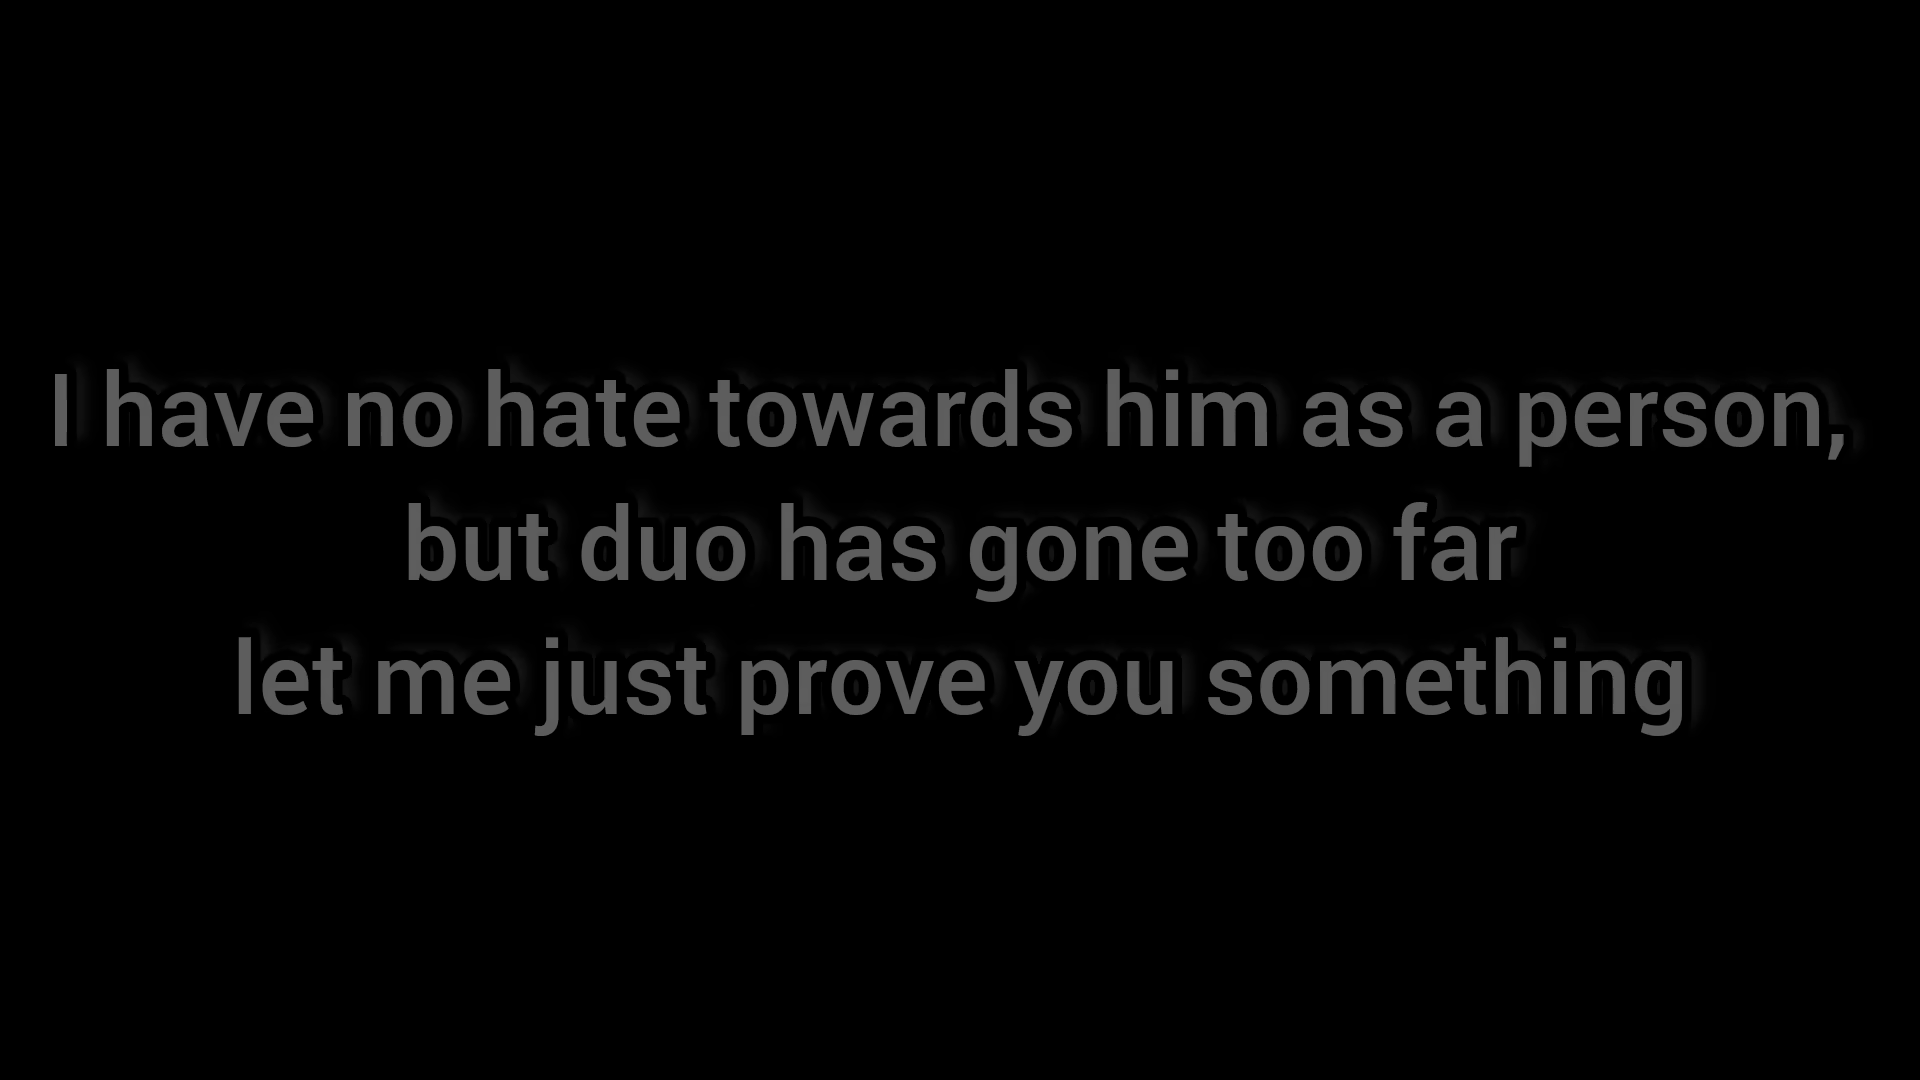 I have no hate towards him as a person,
but duo has gone too far
let me just prove you something